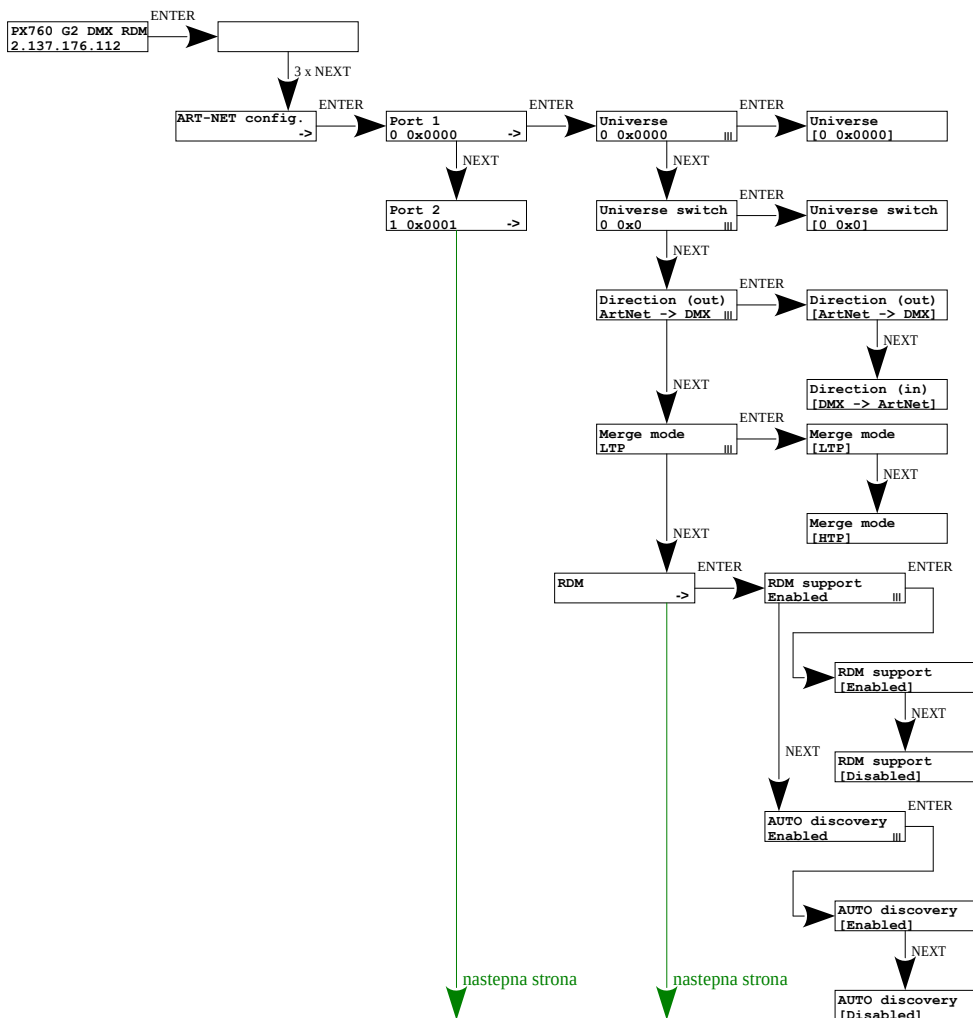 ENTER
PX760 G2 DMX RDM
2.137.176.112
3 x NEXT
ART-NET config.
->
ENTER
Port 1
0 0x0000 ->
ENTER
Universe
0 0x0000
ENTER
Universe
[0 0x0000]
NEXT
NEXT
Port 2
1 0x0001 ->
Universe switch
0 0x0
ENTER
Universe switch
[0 0x0]
NEXT
Direction (out)
ArtNet -> DMX
ENTER
Direction (out)
[ArtNet -> DMX]
NEXT
Direction (in)
[DMX -> ArtNet]
NEXT
Merge mode
LTP
ENTER
Merge mode
[LTP]
NEXT
Merge mode
[HTP]
NEXT
RDM
->
ENTER
RDM support
Enabled
ENTER
RDM support
[Enabled]
NEXT
RDM support
[Disabled]
NEXT
AUTO discovery
Enabled
ENTER
AUTO discovery
[Enabled]
NEXT
AUTO discovery
[Disabled]
nastepna strona
nastepna strona